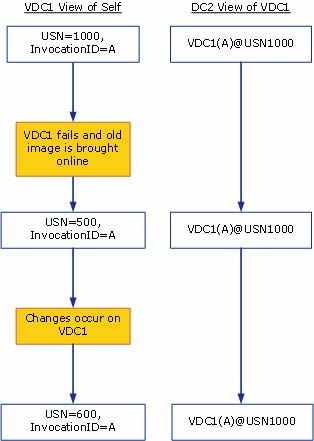 VDC1 View of Self
DC2 View of VDC1
USN=1000,
InvocationID=A
VDC1(A)@USN1000
VDC1 fails and old
image is brought
online
USN=500,
InvocationID=A
VDC1(A)@USN1000
Changes occur on
VDC1
USN=600,
InvocationID=A
VDC1(A)@USN1000